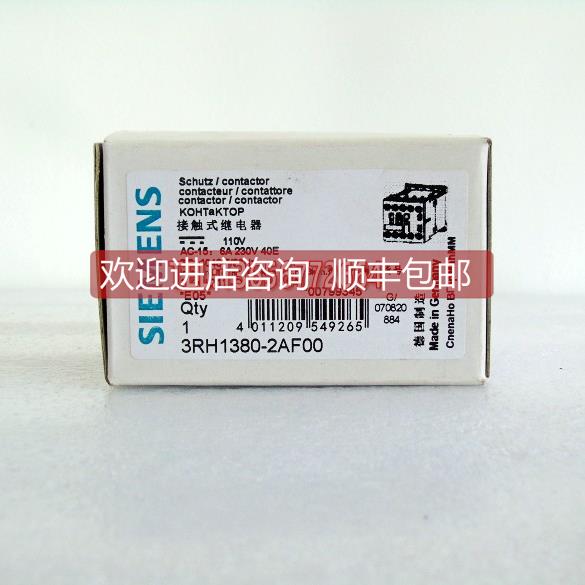 SIEMENS
Schutz / contactor
contacteur / contattore
contactor / contactor
KOHTaKTOP
接触式继电器
110V
AC-15: 6A 230V 40E
欢迎进店咨询 顺丰包邮
"E05"
00799345
G/
070820
884
Qty
1
4 011209 549265
3RH1380-2AF00
德国制造
Made in
CnenaHo